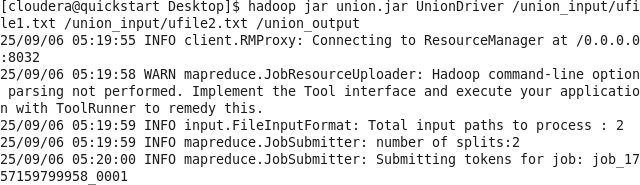 [cloudera@quickstart Desktop]$ hadoop jar union.jar UnionDriver /union_input/ufi
le1.txt /union_input/ufile2.txt /union_output
25/09/06 05:19:55 INFO client.RMProxy: Connecting to ResourceManager at /0.0.0.0
:8032
25/09/06 05:19:58 WARN mapreduce.JobResourceUploader: Hadoop command-line option
 parsing not performed. Implement the Tool interface and execute your applicatio
n with ToolRunner to remedy this.
25/09/06 05:19:59 INFO input.FileInputFormat: Total input paths to process : 2
25/09/06 05:19:59 INFO mapreduce.JobSubmitter: number of splits:2
25/09/06 05:20:00 INFO mapreduce.JobSubmitter: Submitting tokens for job: job_17
57159799958_0001